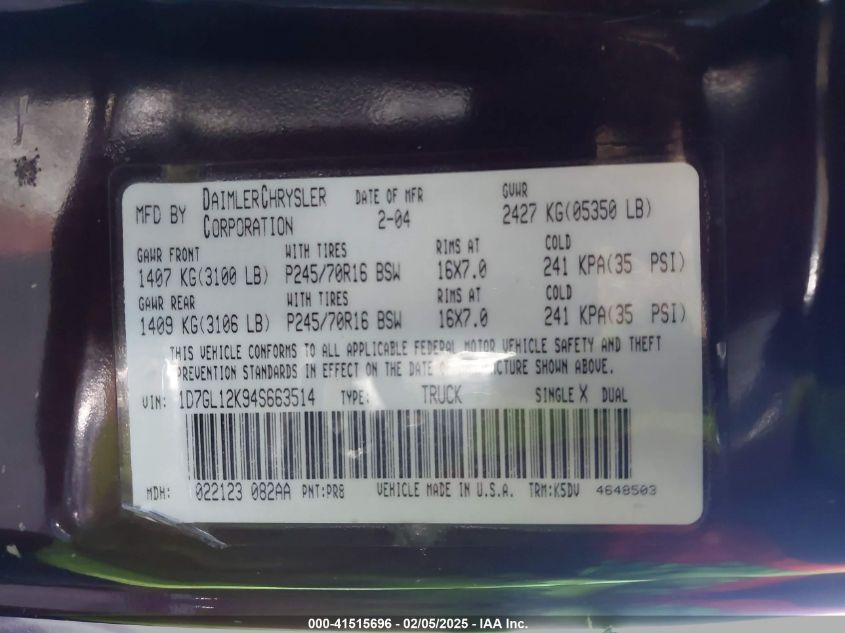 MFD BY DAIMLERCHRYSLER CORPORATION DATE OF MFR 2-04 GVWR 2427 KG(05350 LB)
GAWR FRONT WITH TIRES RIMS AT COLD
1407 KG(3100 LB) P245/70R16 BSW 16X7.0 241 KPA(35 PSI)
GAWR REAR WITH TIRES RIMS AT COLD
1409 KG(3106 LB) P245/70R16 BSW 16X7.0 241 KPA(35 PSI)
THIS VEHICLE CONFORMS TO ALL APPLICABLE FEDERAL MOTOR VEHICLE SAFETY AND THEFT
PREVENTION STANDARDS IN EFFECT ON THE DATE OF MANUFACTURE SHOWN ABOVE.
VIN: 1D7GL12K94S663514 TYPE: TRUCK SINGLE X DUAL
MDH: 022123 082AA PNT:PR8 VEHICLE MADE IN U.S.A. TRM:K5DV 4648503
000-41515696 - 02/05/2025 - IAA Inc.